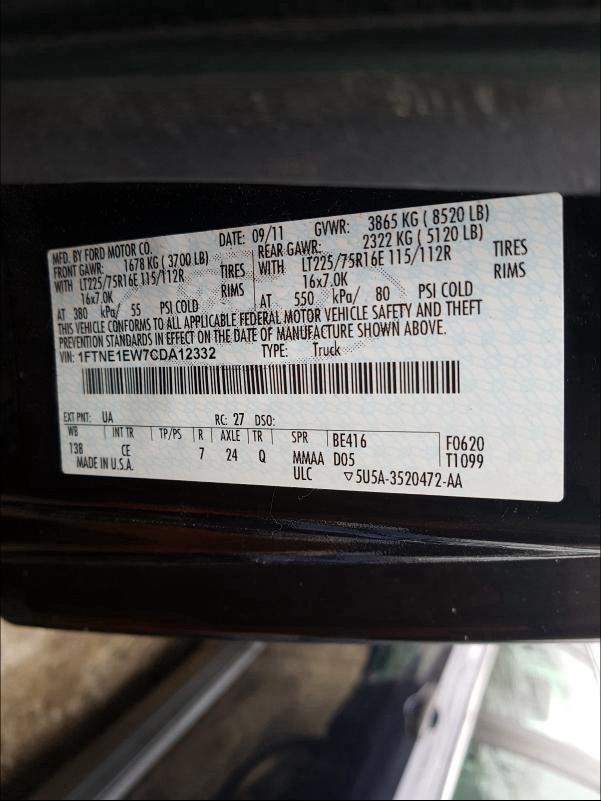 MFD. BY FORD MOTOR CO. DATE: 09/11 GVWR: 3865 KG ( 8520 LB)
FRONT GAWR: 1678 KG ( 3700 LB) REAR GAWR: 2322 KG ( 5120 LB)
WITH LT225/75R16E 115/112R TIRES WITH LT225/75R16E 115/112R TIRES
16x7.0K RIMS 16x7.0K RIMS
AT 380 kPa/ 55 PSI COLD AT 550 kPa/ 80 PSI COLD
THIS VEHICLE CONFORMS TO ALL APPLICABLE FEDERAL MOTOR VEHICLE SAFETY AND THEFT
PREVENTION STANDARDS IN EFFECT ON THE DATE OF MANUFACTURE SHOWN ABOVE.
VIN: 1FTNE1EW7CDA12332 TYPE: Truck
EXT PNT: UA RC: 27 DSO:
WB INT TR TP/PS R AXLE TR SPR BE416 F0620
138 CE 7 24 Q MMAA D05 T1099
MADE IN U.S.A. ULC ▽5U5A-3520472-AA